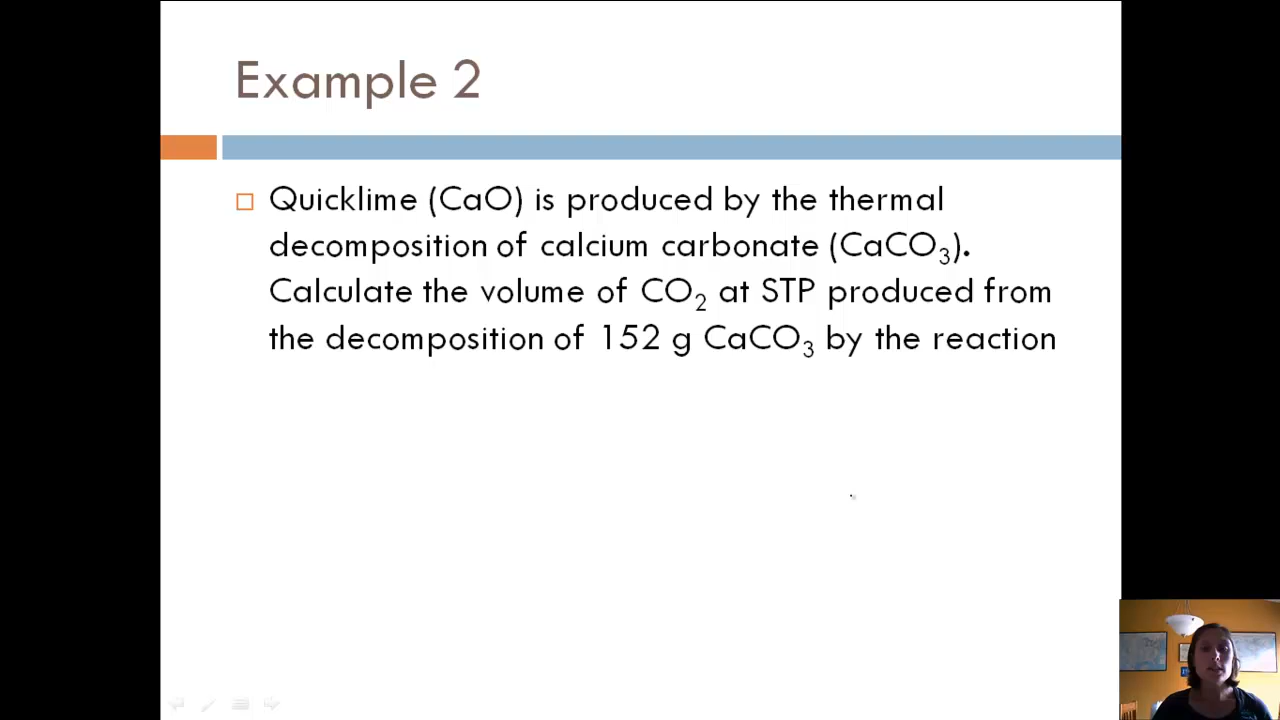 Example 2
Quicklime (CaO) is produced by the thermal
decomposition of calcium carbonate (CaCO₃).
Calculate the volume of CO₂ at STP produced from
the decomposition of 152 g CaCO₃ by the reaction